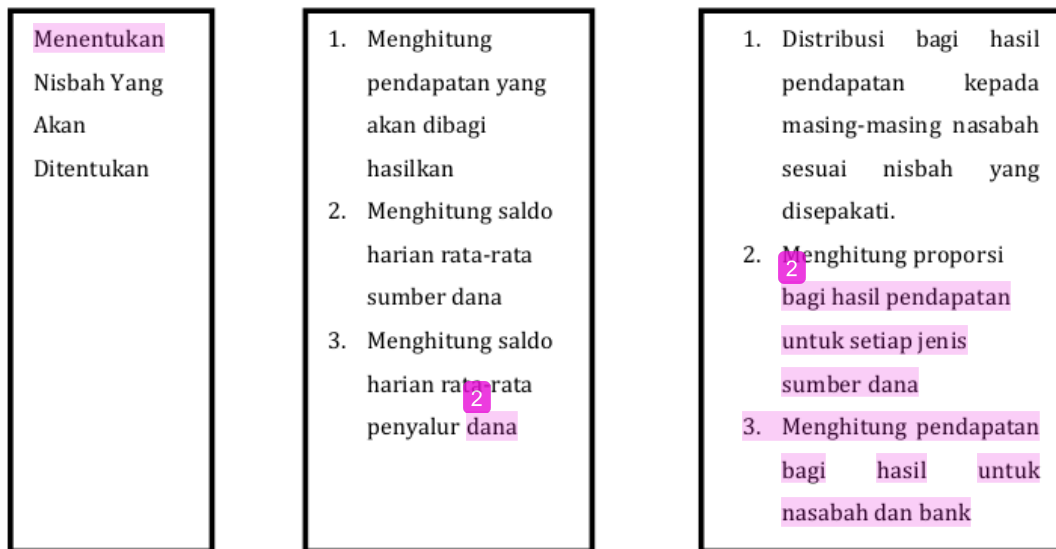 Menentukan
Nisbah Yang
Akan
Ditentukan
1. Menghitung
pendapatan yang
akan dibagi
hasilkan
2. Menghitung saldo
harian rata-rata
sumber dana
3. Menghitung saldo
harian rata-rata
2
penyalur dana
1. Distribusi bagi hasil
pendapatan kepada
masing-masing nasabah
sesuai nisbah yang
disepakati.
2. Menghitung proporsi
2
bagi hasil pendapatan
untuk setiap jenis
sumber dana
3. Menghitung pendapatan
bagi hasil untuk
nasabah dan bank